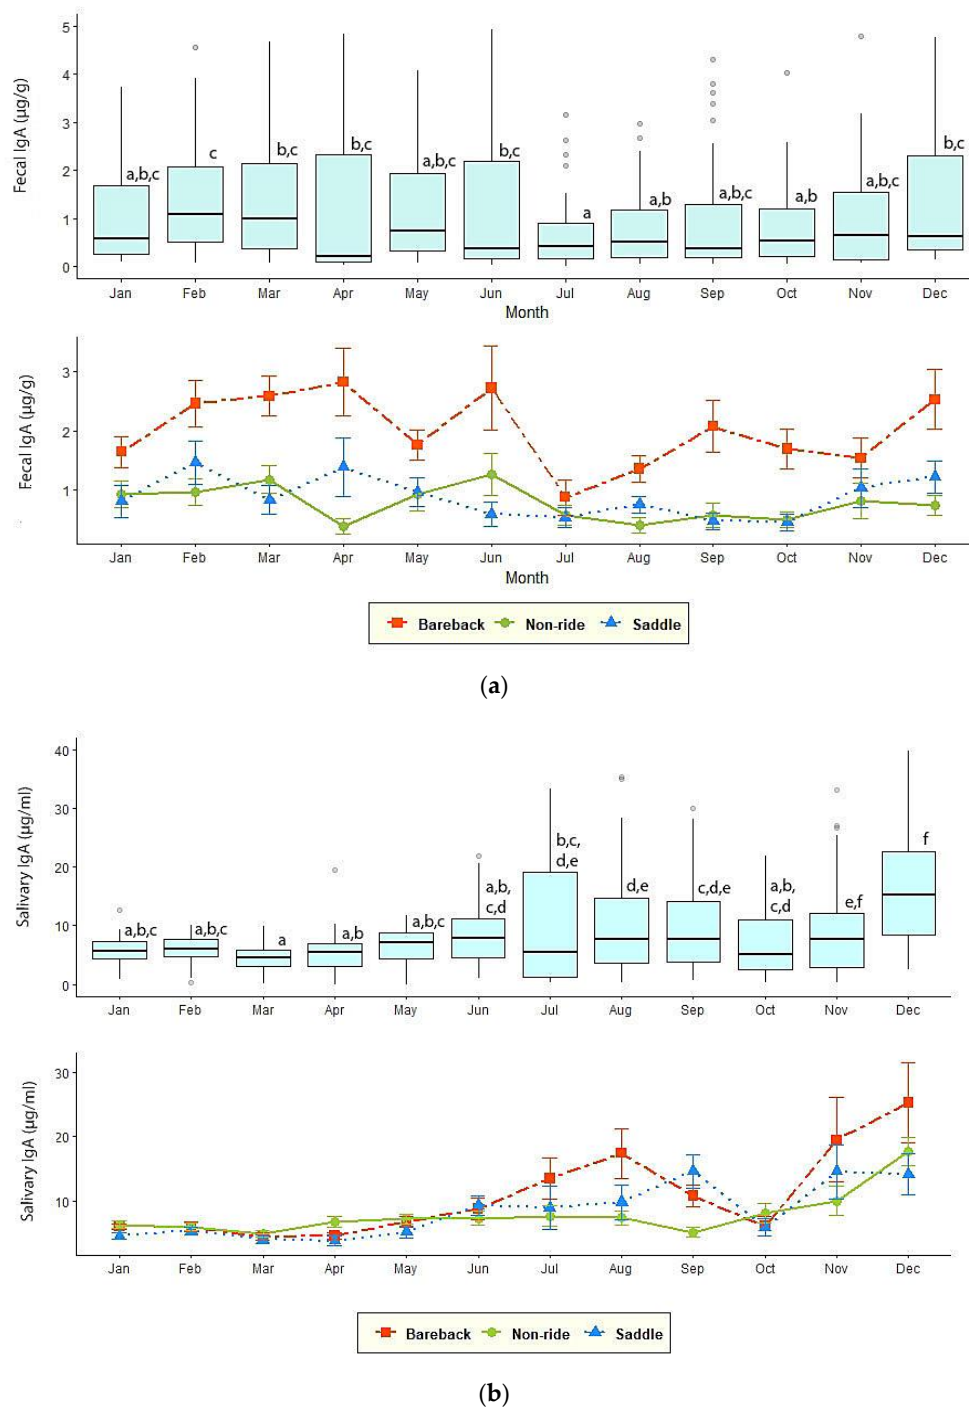 Fecal IgA (µg/g)
5
4
3
2
1
0
a,b,c
c
b,c
b,c
a,b,c
b,c
a
a,b
a,b,c
a,b
a,b,c
b,c
Jan Feb Mar Apr May Jun Jul Aug Sep Oct Nov Dec
Month
Fecal IgA (µg/g)
3
2
1
Jan Feb Mar Apr May Jun Jul Aug Sep Oct Nov Dec
Month
Bareback Non-ride Saddle
(a)
Salivary IgA (µg/ml)
40
30
20
10
0
a,b,c
a,b,c
a
a,b
a,b,c
a,b,
c,d
b,c,
d,e
d,e
c,d,e
a,b,
c,d
e,f
f
Jan Feb Mar Apr May Jun Jul Aug Sep Oct Nov Dec
Salivary IgA (µg/ml)
30
20
10
Jan Feb Mar Apr May Jun Jul Aug Sep Oct Nov Dec
Bareback Non-ride Saddle
(b)